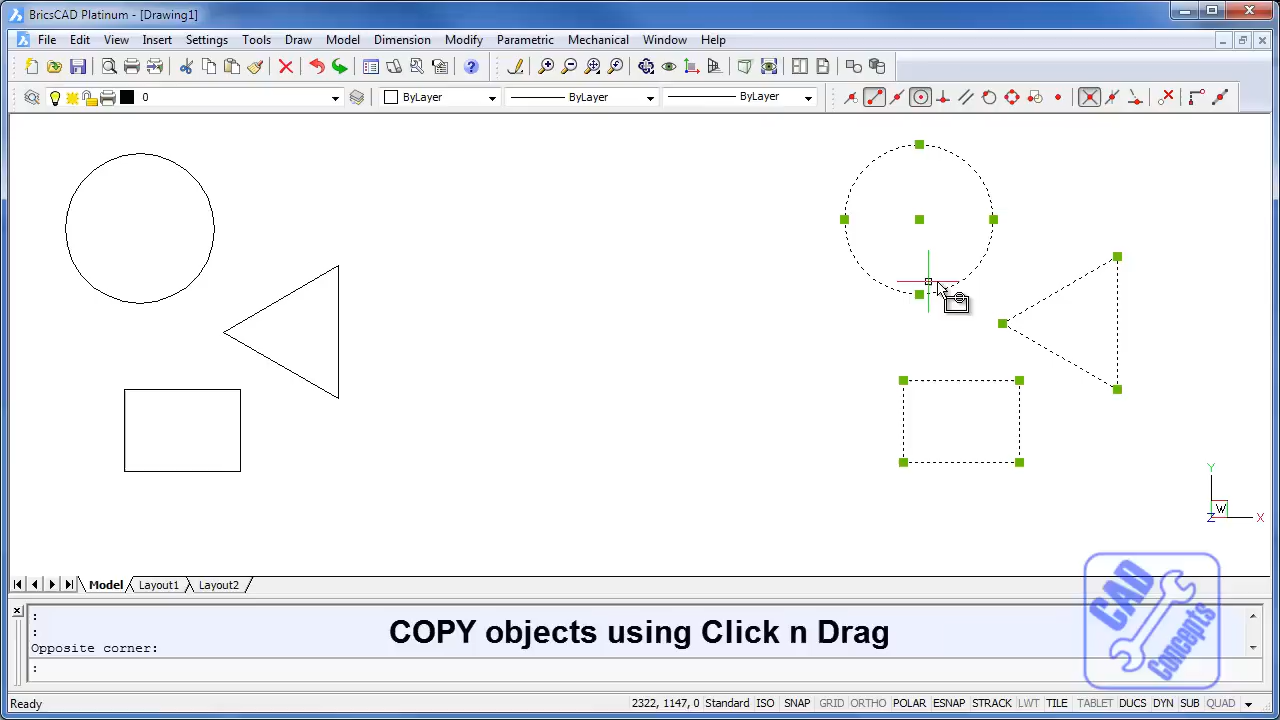 BricsCAD Platinum - [Drawing1]
File Edit View Insert Settings Tools Draw Model Dimension Modify Parametric Mechanical Window Help
0 ByLayer ByLayer ByLayer
Y
W
Z X
Model Layout1 Layout2
:
:
Opposite corner:
:
COPY objects using Click n Drag
CAD
Concepts
Ready 2322, 1147, 0 Standard ISO SNAP GRID ORTHO POLAR ESNAP STRACK LWT TILE TABLET DUCS DYN SUB QUAD